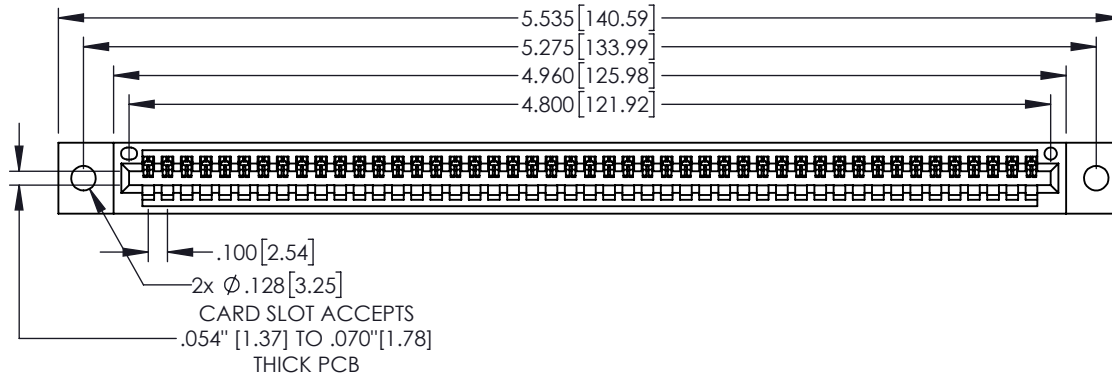 5.535 [140.59]
5.275 [133.99]
4.960 [125.98]
4.800 [121.92]
.100 [2.54]
2x Ø .128 [3.25]
CARD SLOT ACCEPTS
.054" [1.37] TO .070" [1.78]
THICK PCB